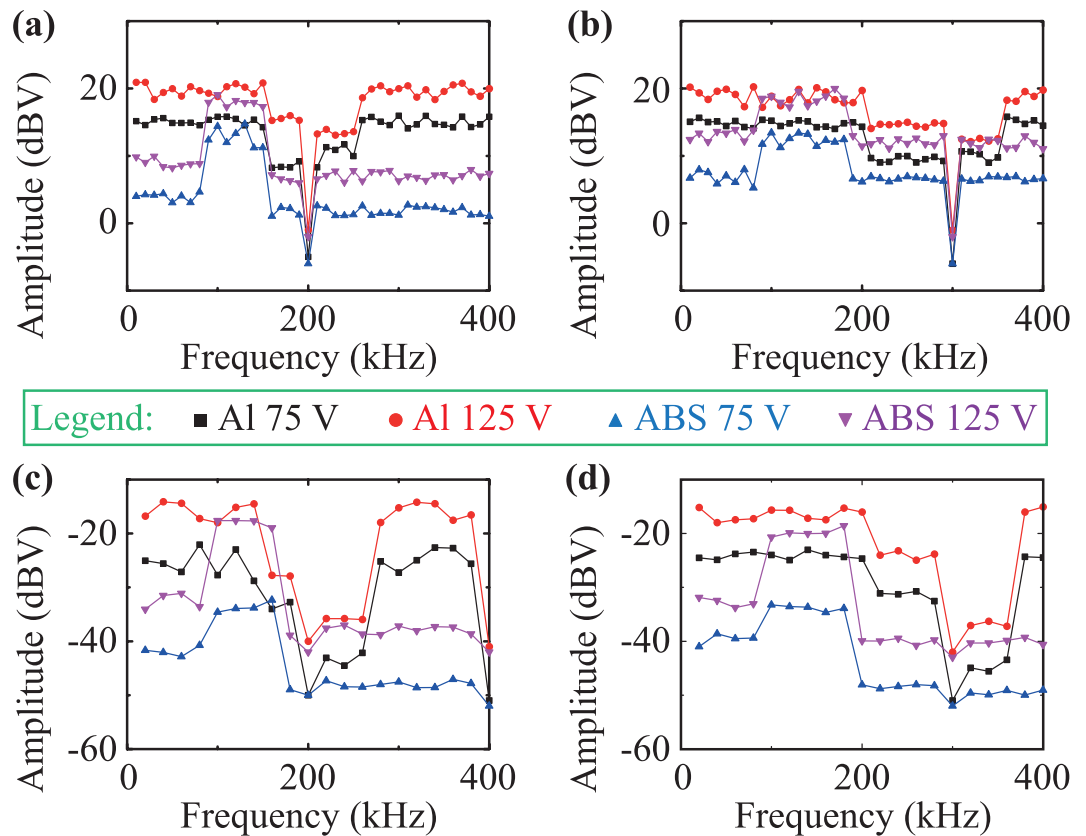 (a)
Amplitude (dBV)
20
0
0 200 400
Frequency (kHz)
(b)
Amplitude (dBV)
20
0
0 200 400
Frequency (kHz)
Legend: Al 75 V Al 125 V ABS 75 V ABS 125 V
(c)
Amplitude (dBV)
-20
-40
-60
0 200 400
Frequency (kHz)
(d)
Amplitude (dBV)
-20
-40
-60
0 200 400
Frequency (kHz)